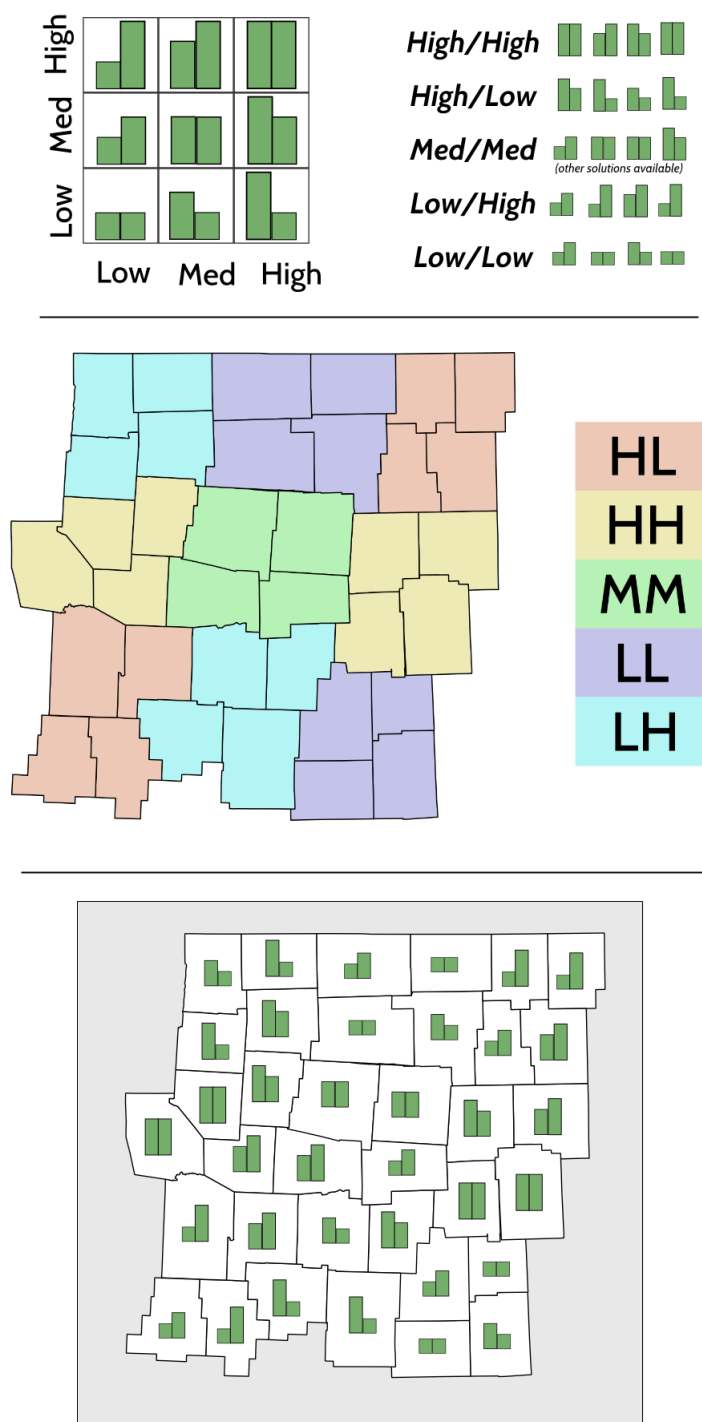 High
Med
Low
Low
Med
High
High/High
High/Low
Med/Med
(other solutions available)
Low/High
Low/Low
HL
HH
MM
LL
LH